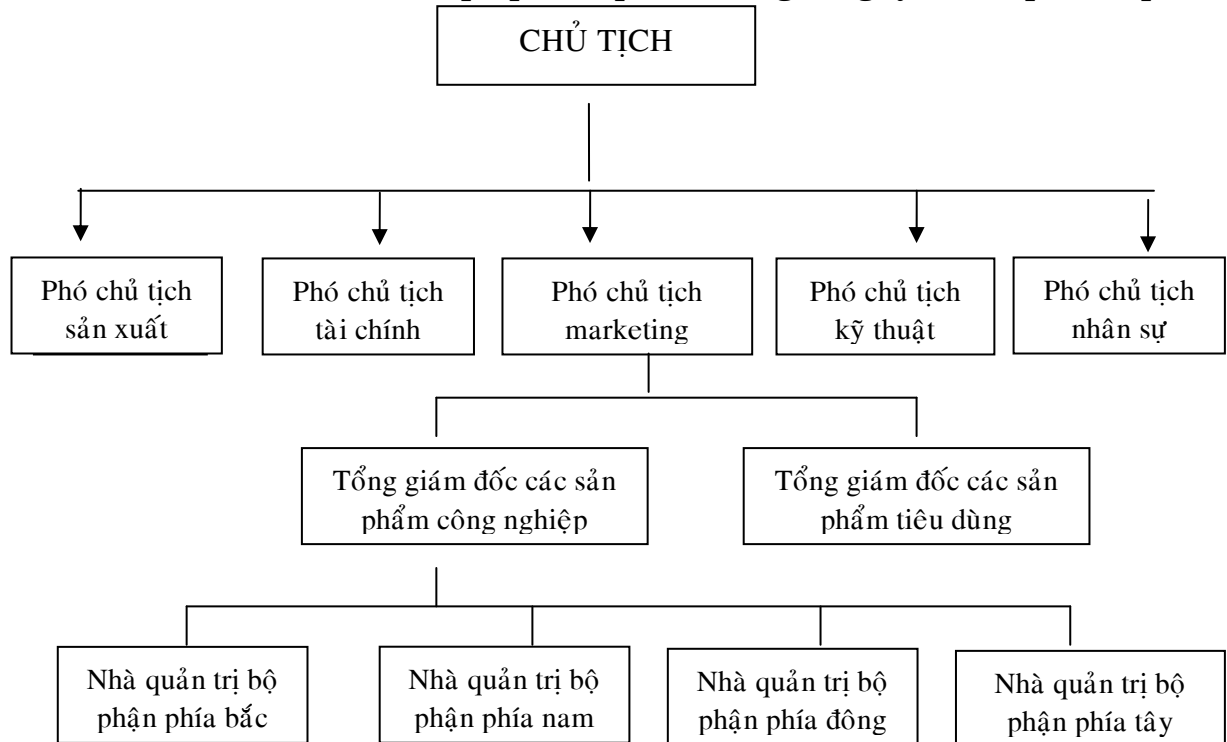 CHỦ TỊCH
Phó chủ tịch
sản xuất
Phó chủ tịch
tài chính
Phó chủ tịch
marketing
Phó chủ tịch
kỹ thuật
Phó chủ tịch
nhân sự
Tổng giám đốc các sản
phẩm công nghiệp
Tổng giám đốc các sản
phẩm tiêu dùng
Nhà quản trị bộ
phận phía bắc
Nhà quản trị bộ
phận phía nam
Nhà quản trị bộ
phận phía đông
Nhà quản trị bộ
phận phía tây